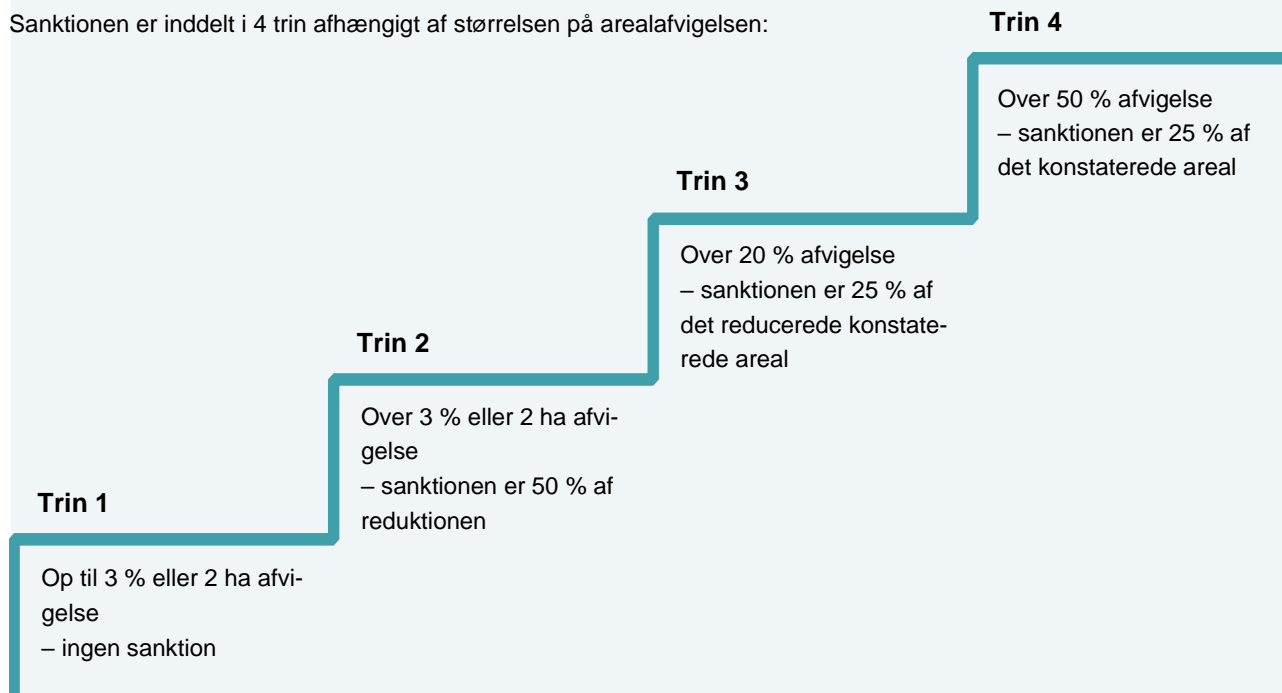 Sanktionen er inddelt i 4 trin afhængigt af størrelsen på arealafvigelsen:
Trin 1
Op til 3 % eller 2 ha afvi-
gelse
– ingen sanktion
Trin 2
Over 3 % eller 2 ha afvi-
gelse
– sanktionen er 50 % af
reduktionen
Trin 3
Over 20 % afvigelse
– sanktionen er 25 % af
det reducerede konstate-
rede areal
Trin 4
Over 50 % afvigelse
– sanktionen er 25 % af
det konstaterede areal